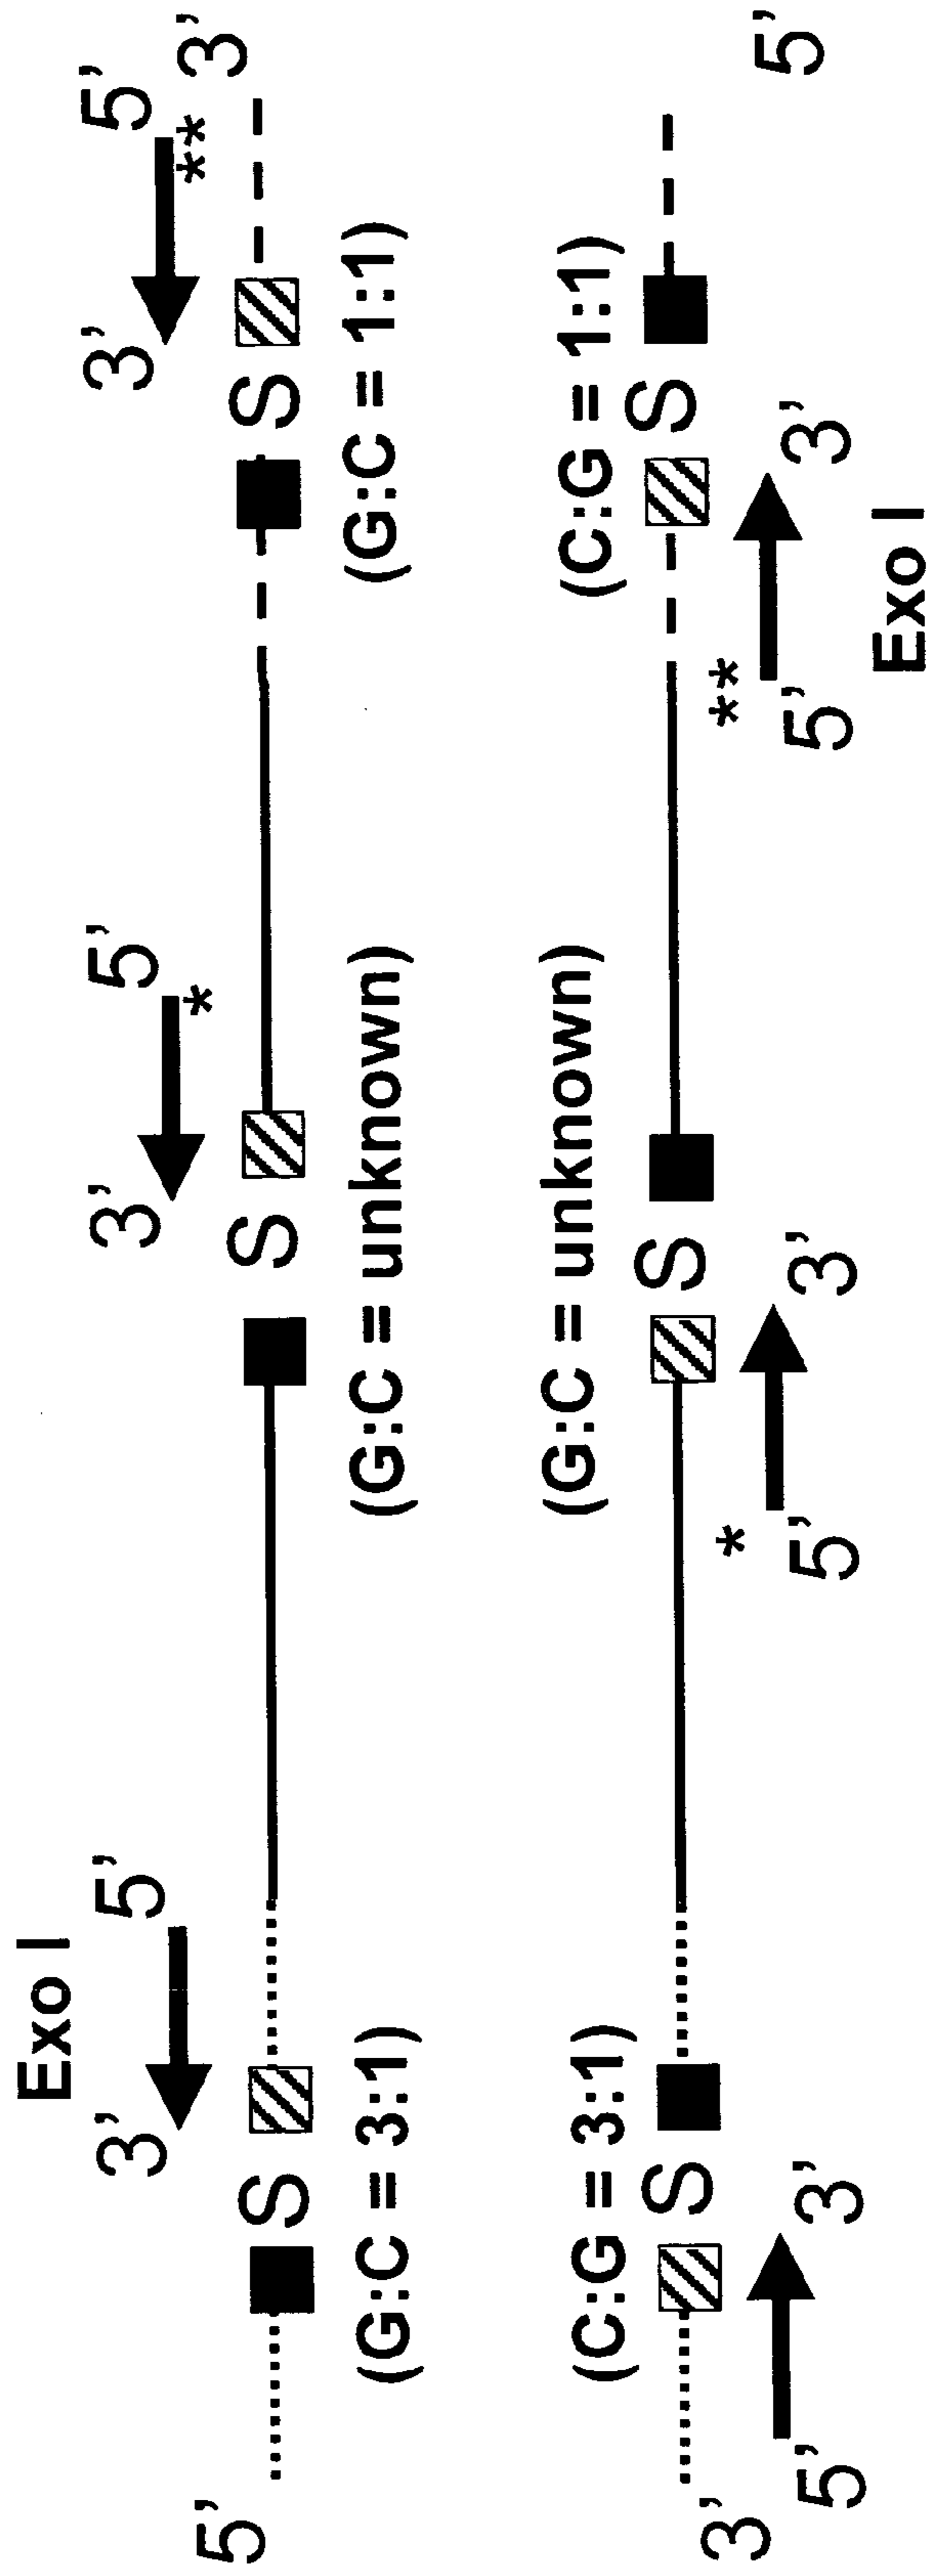 Exo I
3' 5' 3' 5' 3' 5'
* **
5' 3'
S S S
(G:C = 3:1) (G:C = unknown) (G:C = 1:1)
(C:G = 3:1) (G:C = unknown) (C:G = 1:1)
S S S
* **
3' 5'
5' 3' 5' 3' 5' 3'
Exo I